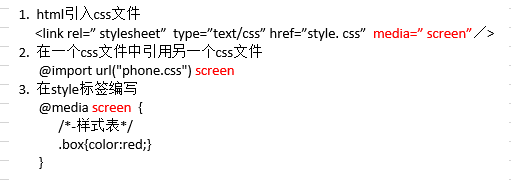 1. html引入css文件
<link rel=” stylesheet” type=”text/css” href=”style. css” media=” screen”／>
2. 在一个css文件中引用另一个css文件
@import url("phone.css") screen
3. 在style标签编写
@media screen {
/*-样式表*/
.box{color:red;}
}